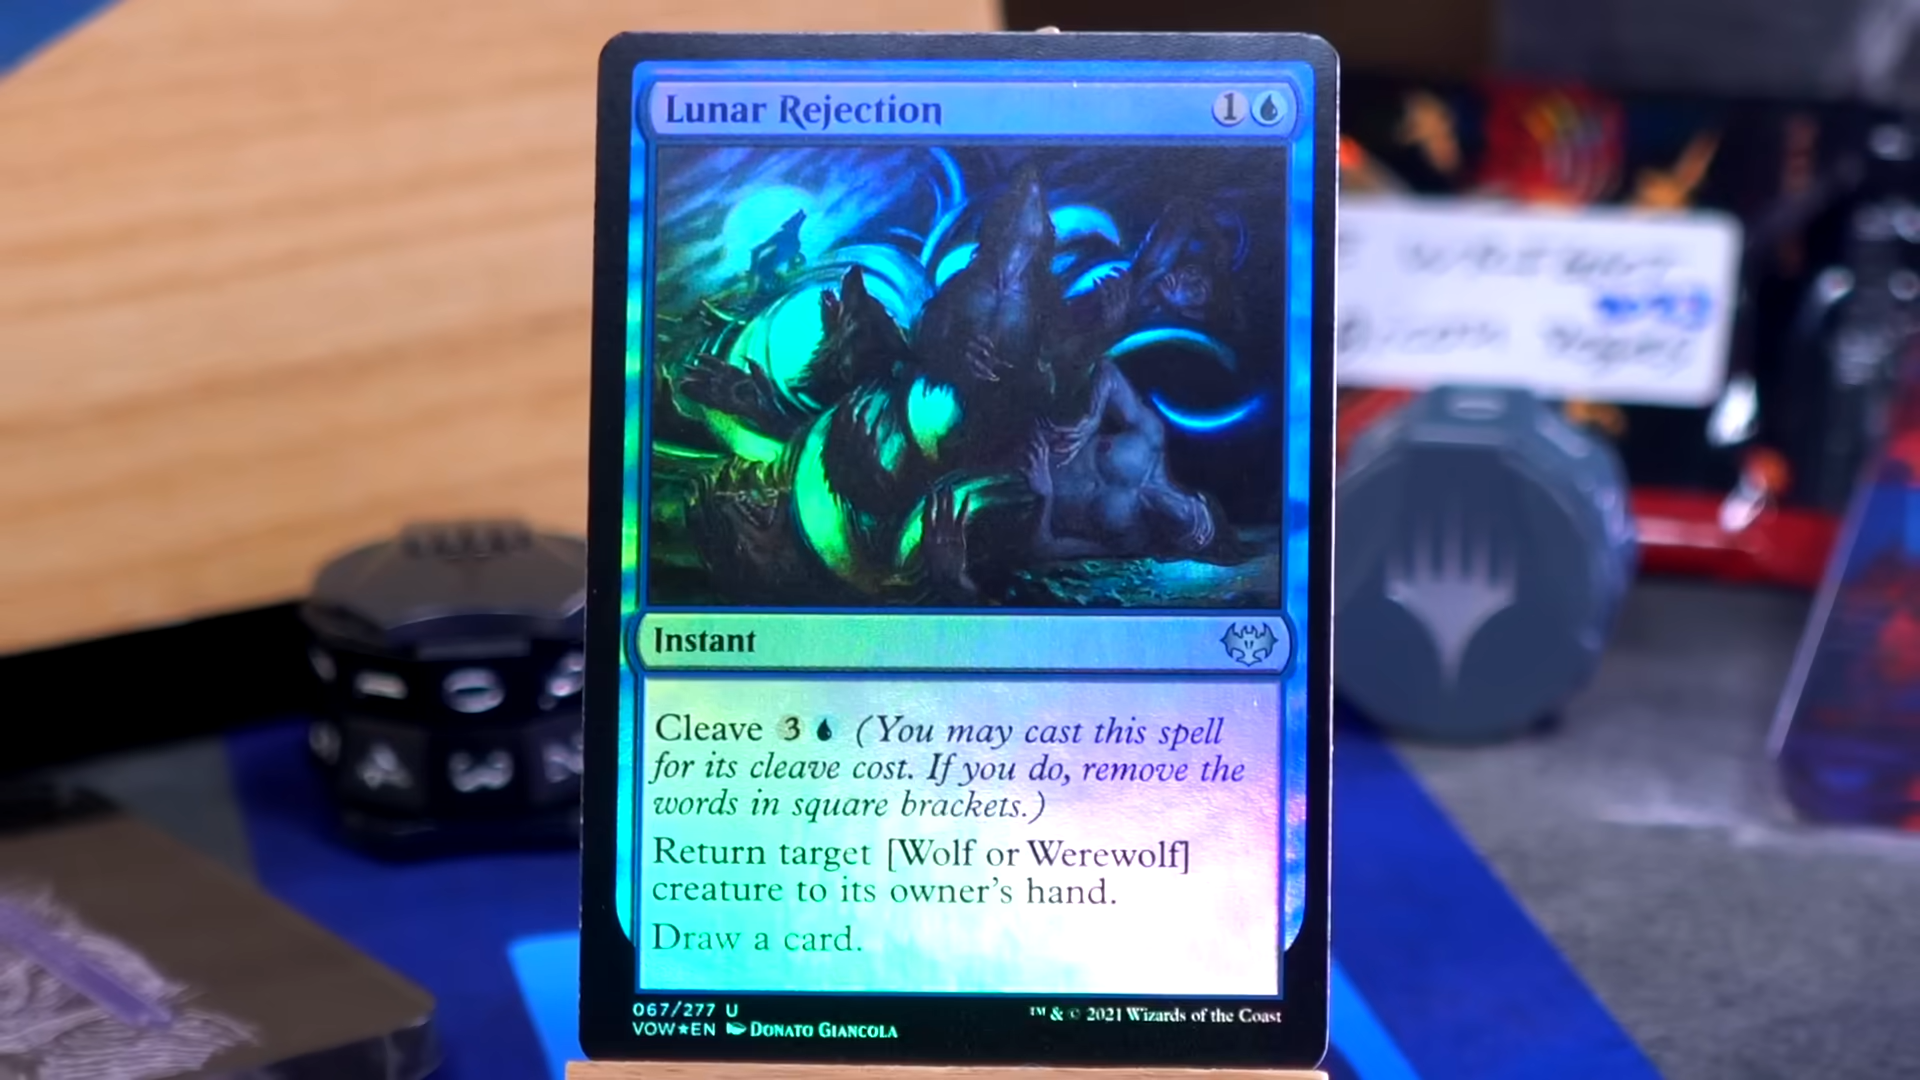 Lunar Rejection 1
Instant
Cleave 3 (You may cast this spell
for its cleave cost. If you do, remove the
words in square brackets.)
Return target [Wolf or Werewolf]
creature to its owner's hand.
Draw a card.
067/277 U
VOW★EN Donato Giancola
™ & © 2021 Wizards of the Coast